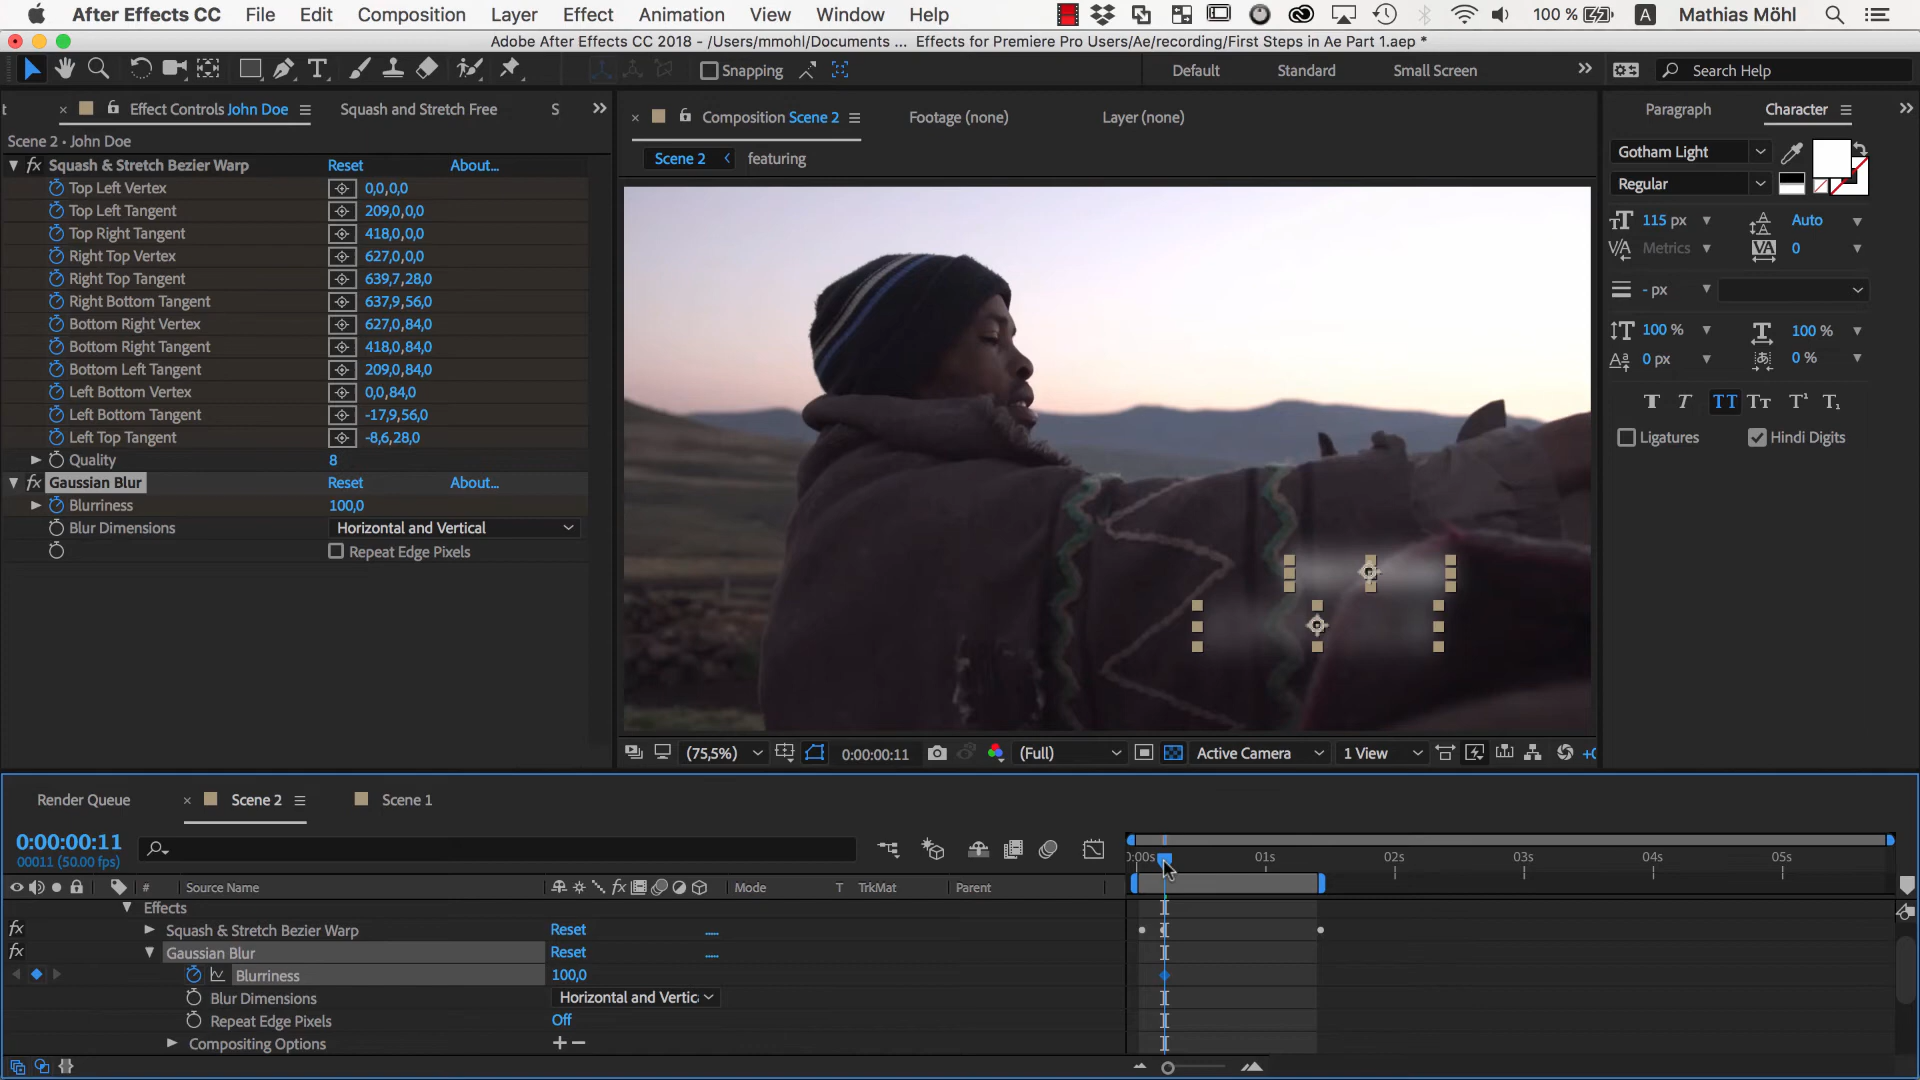 After Effects CC File Edit Composition Layer Effect Animation View Window Help 100 % A Mathias Möhl
Adobe After Effects CC 2018 - /Users/mmohl/Documents ... Effects for Premiere Pro Users/Ae/recording/First Steps in Ae Part 1.aep *
Snapping Default Standard Small Screen Search Help
t Effect Controls John Doe Squash and Stretch Free S
Scene 2 • John Doe
fx Squash & Stretch Bezier Warp Reset About...
Top Left Vertex 0,0,0,0
Top Left Tangent 209,0,0,0
Top Right Tangent 418,0,0,0
Right Top Vertex 627,0,0,0
Right Top Tangent 639,7,28,0
Right Bottom Tangent 637,9,56,0
Bottom Right Vertex 627,0,84,0
Bottom Right Tangent 418,0,84,0
Bottom Left Tangent 209,0,84,0
Left Bottom Vertex 0,0,84,0
Left Bottom Tangent -17,9,56,0
Left Top Tangent -8,6,28,0
Quality 8
fx Gaussian Blur Reset About...
Blurriness 100,0
Blur Dimensions Horizontal and Vertical
Repeat Edge Pixels
Composition Scene 2 Footage (none) Layer (none)
Scene 2 featuring
(75,5%) 0:00:00:11 (Full) Active Camera 1 View +0
Paragraph Character
Gotham Light
Regular
115 px Auto
Metrics 0
- px
100 % 100 %
0 px 0 %
T T TT Tт T¹ T₁
Ligatures Hindi Digits
Render Queue Scene 2 Scene 1
0:00:00:11
00011 (50.00 fps)
0:00s 01s 02s 03s 04s 05s
# Source Name fx Mode T TrkMat Parent
Effects
fx Squash & Stretch Bezier Warp Reset .....
fx Gaussian Blur Reset .....
Blurriness 100,0
Blur Dimensions Horizontal and Vertic
Repeat Edge Pixels Off
Compositing Options + −